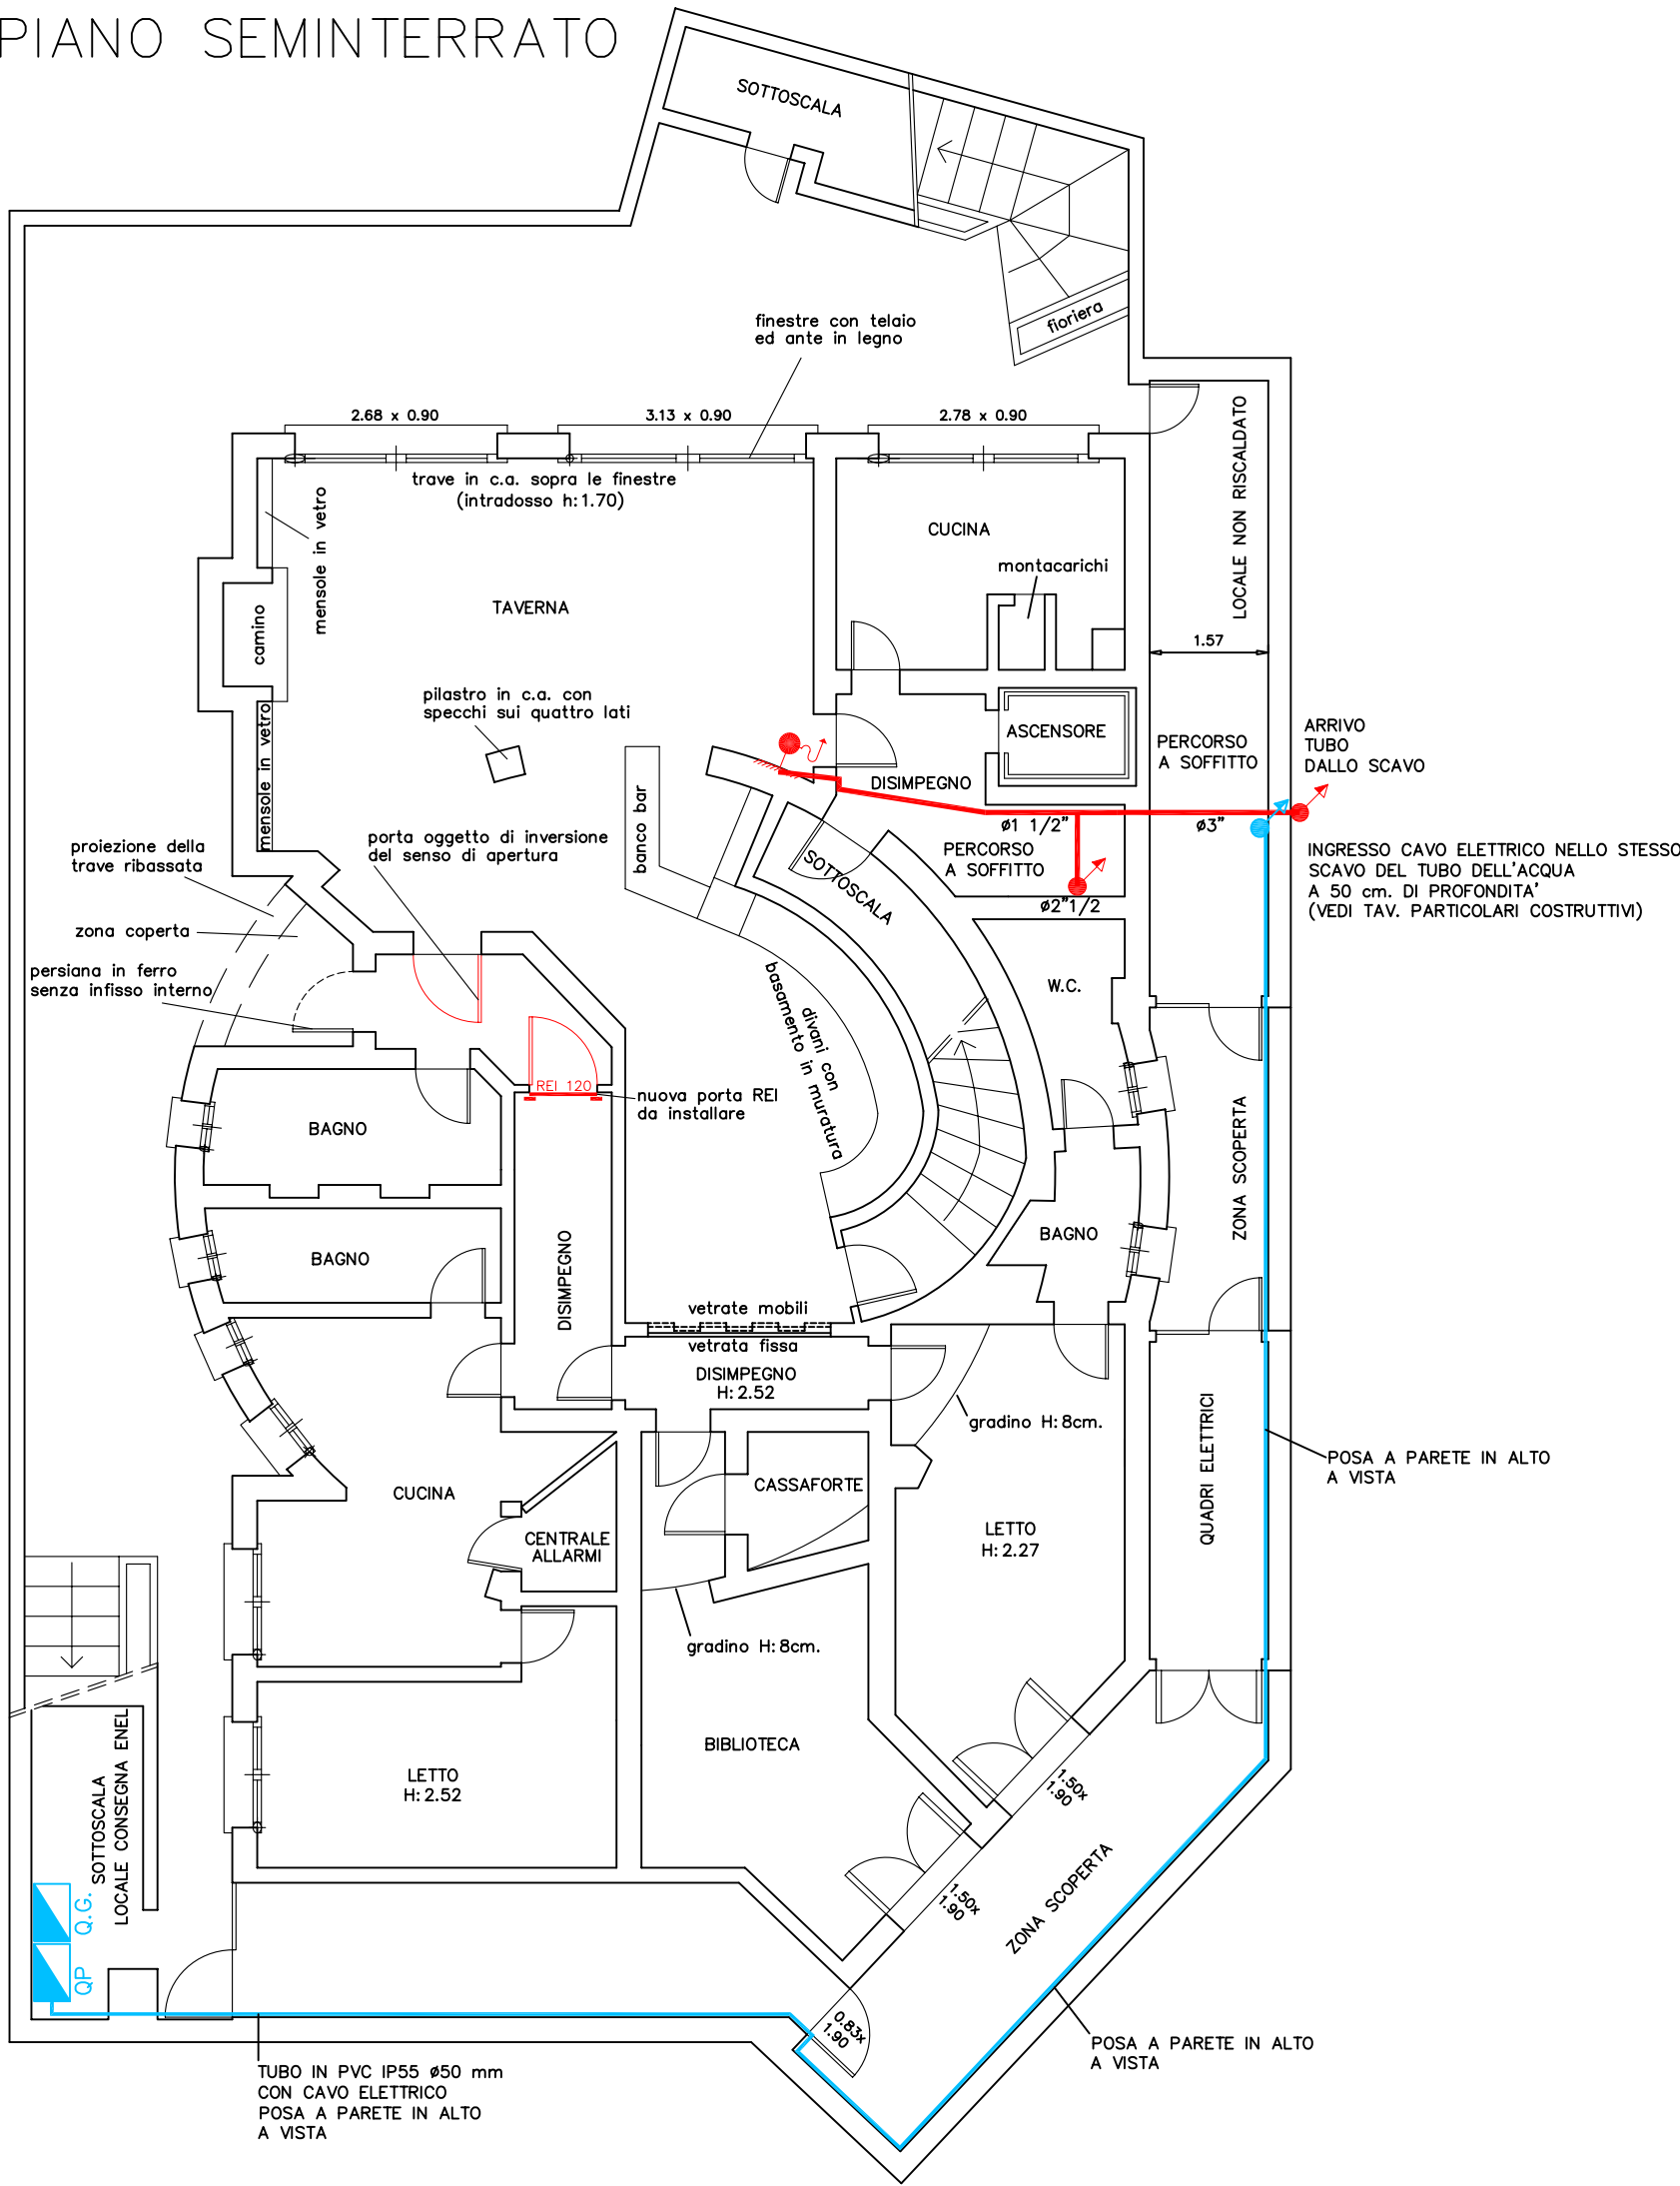 PIANO SEMINTERRATO
SOTTOSCALA
fioriera
finestre con telaio
ed ante in legno
2.68 x 0.90
3.13 x 0.90
2.78 x 0.90
trave in c.a. sopra le finestre
(intradosso h:1.70)
mensole in vetro
LOCALE NON RISCALDATO
CUCINA
montacarichi
TAVERNA
camino
1.57
pilastro in c.a. con
specchi sui quattro lati
mensole in vetro
ASCENSORE
PERCORSO
A SOFFITTO
ARRIVO
TUBO
DALLO SCAVO
DISIMPEGNO
banco bar
ø1 1/2"
ø3"
porta oggetto di inversione
del senso di apertura
proiezione della
trave ribassata
PERCORSO
A SOFFITTO
SOTTOSCALA
INGRESSO CAVO ELETTRICO NELLO STESSO
SCAVO DEL TUBO DELL'ACQUA
A 50 cm. DI PROFONDITA'
(VEDI TAV. PARTICOLARI COSTRUTTIVI)
ø2"1/2
zona coperta
persiana in ferro
senza infisso interno
W.C.
divani con
basamento in muratura
REI 120
nuova porta REI
da installare
BAGNO
ZONA SCOPERTA
BAGNO
BAGNO
DISIMPEGNO
vetrate mobili
vetrata fissa
DISIMPEGNO
H:2.52
gradino H:8cm.
QUADRI ELETTRICI
POSA A PARETE IN ALTO
A VISTA
CUCINA
CASSAFORTE
CENTRALE
ALLARMI
LETTO
H:2.27
gradino H:8cm.
BIBLIOTECA
LETTO
H:2.52
SOTTOSCALA
LOCALE CONSEGNA ENEL
1.50x
1.90
1.50x
1.90
ZONA SCOPERTA
Q.G.
QP
0.83x
1.90
POSA A PARETE IN ALTO
A VISTA
TUBO IN PVC IP55 ø50 mm
CON CAVO ELETTRICO
POSA A PARETE IN ALTO
A VISTA